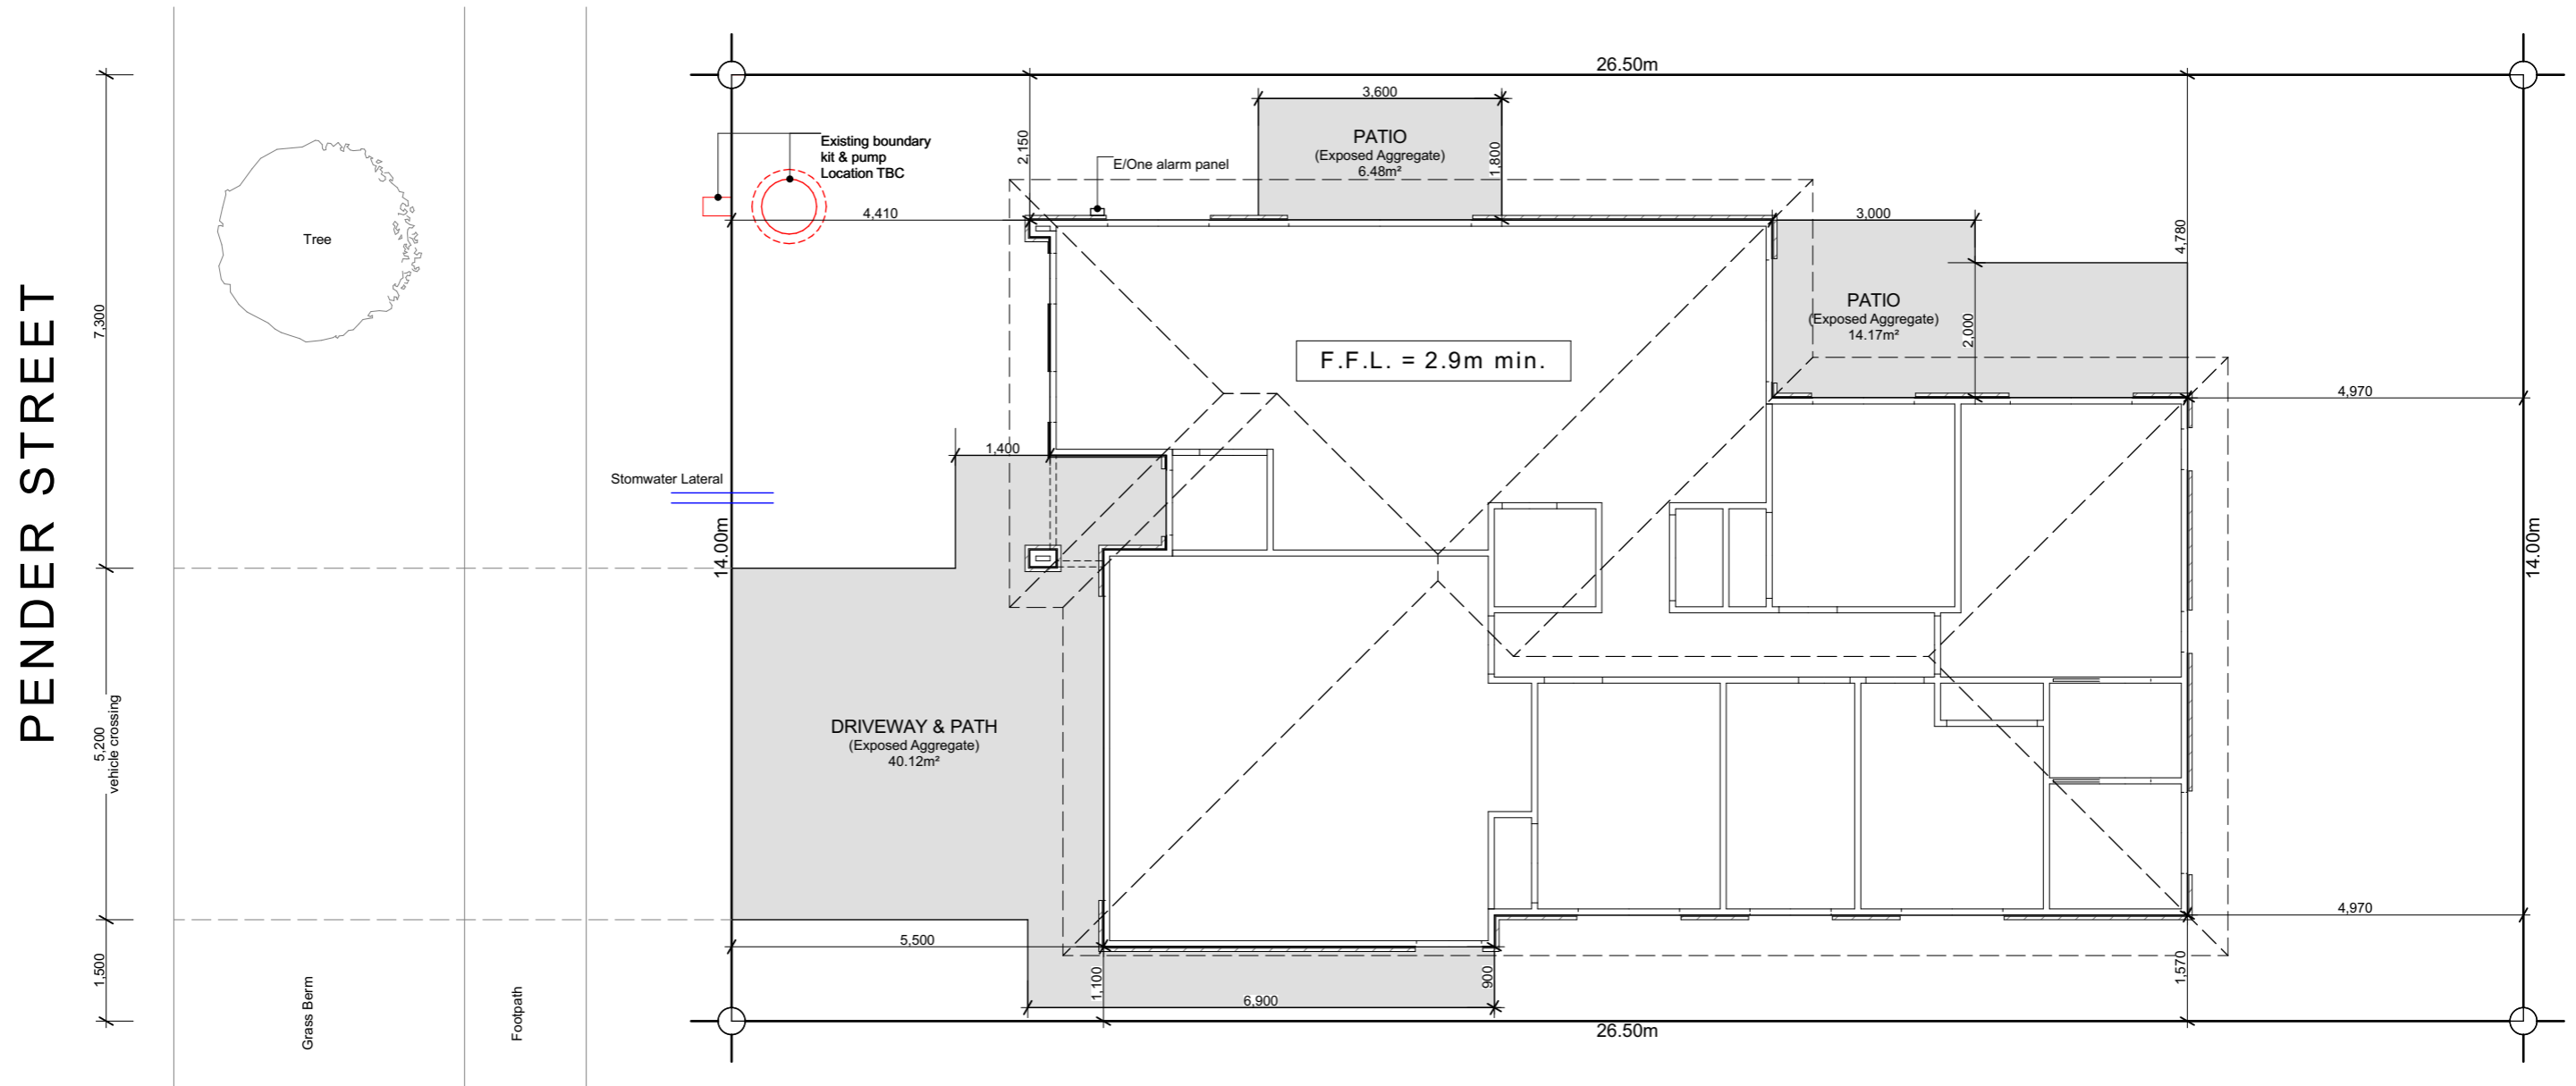 PENDER STREET
7,300
5,200
vehicle crossing
1,500
Tree
Grass Berm
Footpath
Existing boundary
kit & pump
Location TBC
Stomwater Lateral
14.00m
26.50m
2,150
4,410
E/One alarm panel
3,600
PATIO
(Exposed Aggregate)
6.48m²
1,800
3,000
4,780
PATIO
(Exposed Aggregate)
14.17m²
2,000
F.F.L. = 2.9m min.
4,970
1,400
14.00m
DRIVEWAY & PATH
(Exposed Aggregate)
40.12m²
4,970
5,500
1,100
6,900
900
1,570
26.50m